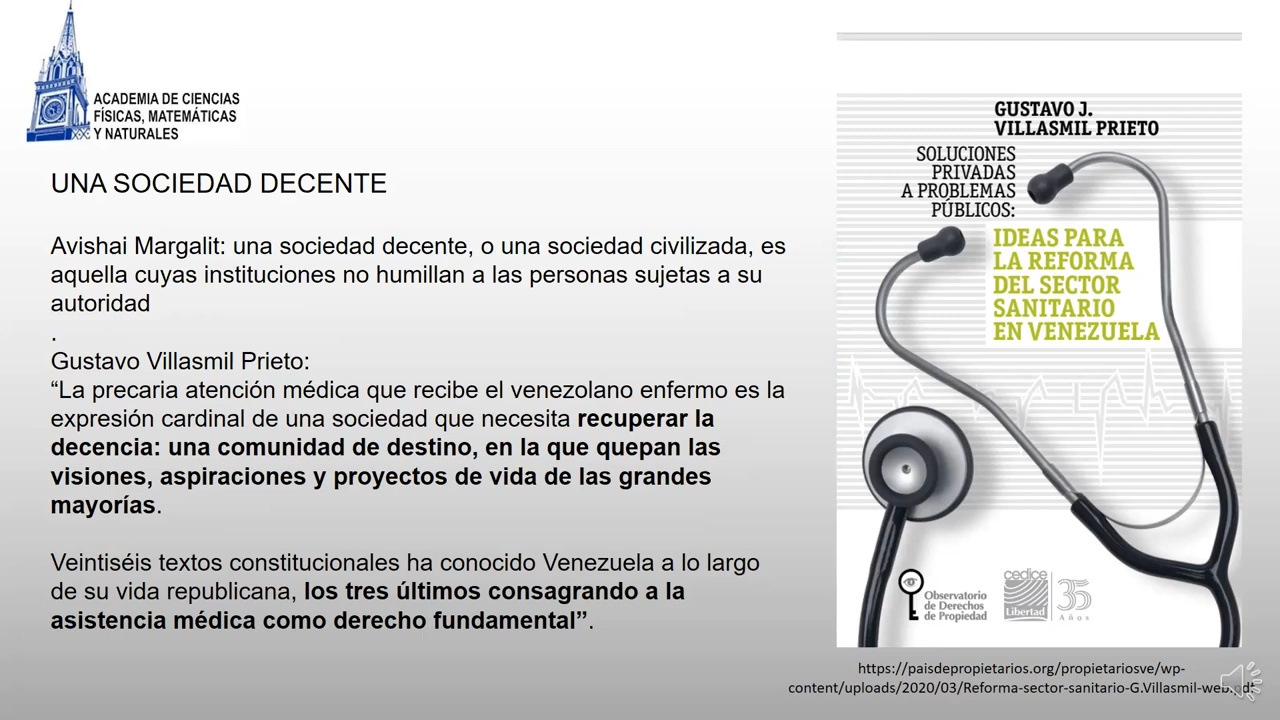 ACADEMIA DE CIENCIAS
FÍSICAS, MATEMÁTICAS
Y NATURALES
UNA SOCIEDAD DECENTE
Avishai Margalit: una sociedad decente, o una sociedad civilizada, es
aquella cuyas instituciones no humillan a las personas sujetas a su
autoridad
.
Gustavo Villasmil Prieto:
“La precaria atención médica que recibe el venezolano enfermo es la
expresión cardinal de una sociedad que necesita recuperar la
decencia: una comunidad de destino, en la que quepan las
visiones, aspiraciones y proyectos de vida de las grandes
mayorías.
Veintiséis textos constitucionales ha conocido Venezuela a lo largo
de su vida republicana, los tres últimos consagrando a la
asistencia médica como derecho fundamental”.
GUSTAVO J.
VILLASMIL PRIETO
SOLUCIONES
PRIVADAS
A PROBLEMAS
PÚBLICOS:
IDEAS PARA
LA REFORMA
DEL SECTOR
SANITARIO
EN VENEZUELA
Observatorio
de Derechos
de Propiedad
cedice
Libertad
35
Años
https://paisdepropietarios.org/propietariosve/wp-
content/uploads/2020/03/Reforma-sector-sanitario-G.Villasmil-web.pdf